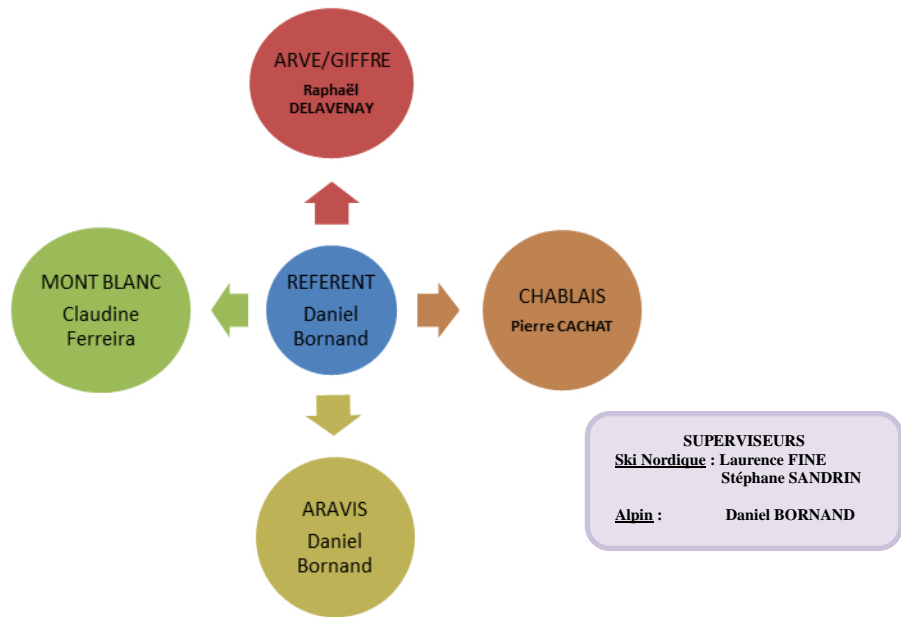 ARVE/GIFFRE
Raphaël
DELAVENAY
MONT BLANC
Claudine
Ferreira
REFERENT
Daniel
Bornand
CHABLAIS
Pierre CACHAT
ARAVIS
Daniel
Bornand
SUPERVISEURS
Ski Nordique : Laurence FINE
Stéphane SANDRIN
Alpin : Daniel BORNAND